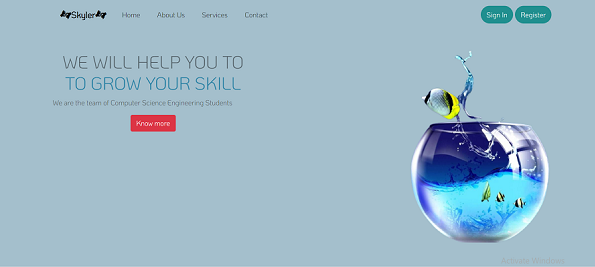 Skyler Home About Us Services Contact Sign In Register
WE WILL HELP YOU TO
TO GROW YOUR SKILL
We are the team of Computer Science Engineering Students
Know more
Activate Windows